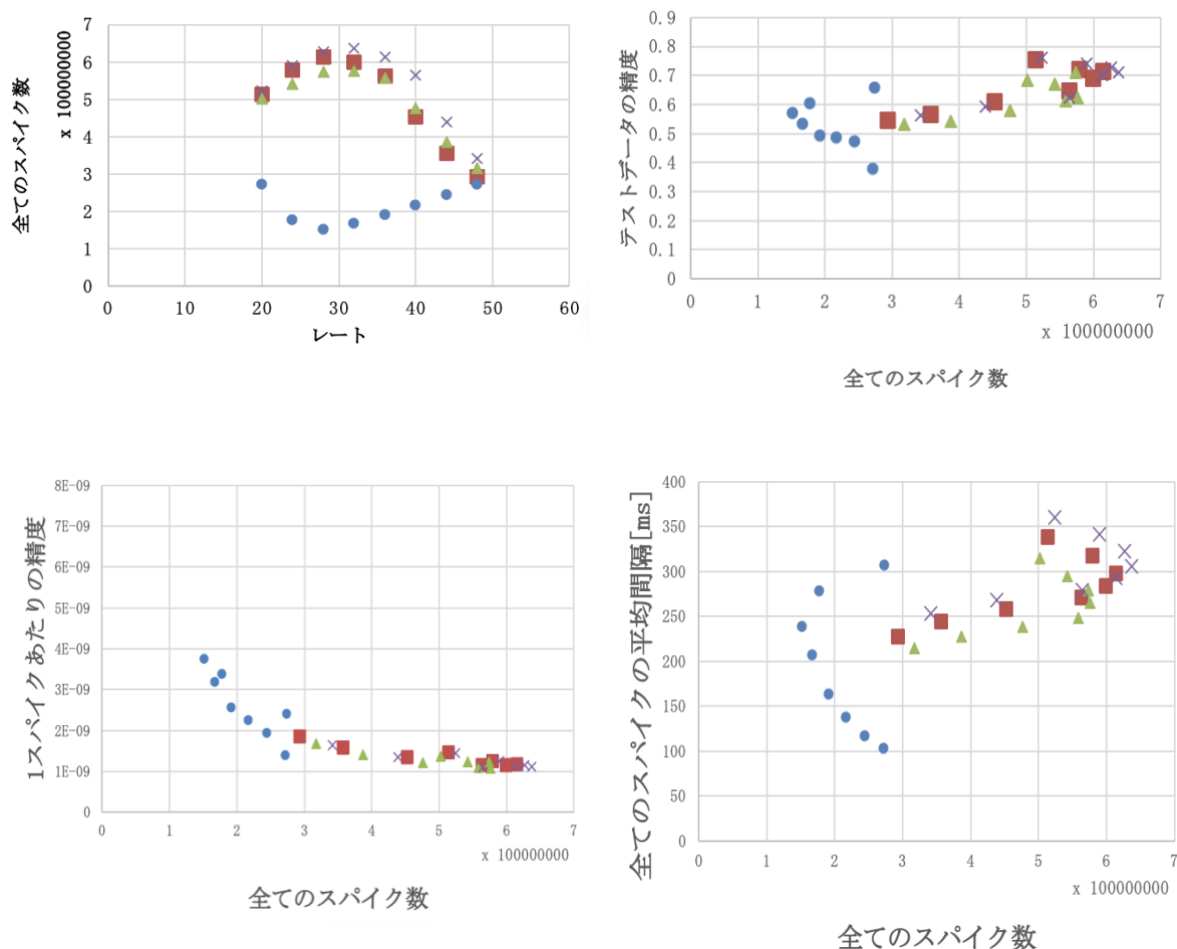 全てのスパイク数
x 100000000
7
6
5
4
3
2
1
0
0 10 20 30 40 50 60
レート
テストデータの精度
0.9
0.8
0.7
0.6
0.5
0.4
0.3
0.2
0.1
0
0 1 2 3 4 5 6 7
x 100000000
全てのスパイク数
1スパイクあたりの精度
8E-09
7E-09
6E-09
5E-09
4E-09
3E-09
2E-09
1E-09
0
0 1 2 3 4 5 6 7
x 100000000
全てのスパイク数
全てのスパイクの平均間隔[ms]
400
350
300
250
200
150
100
50
0
0 1 2 3 4 5 6 7
x 100000000
全てのスパイク数